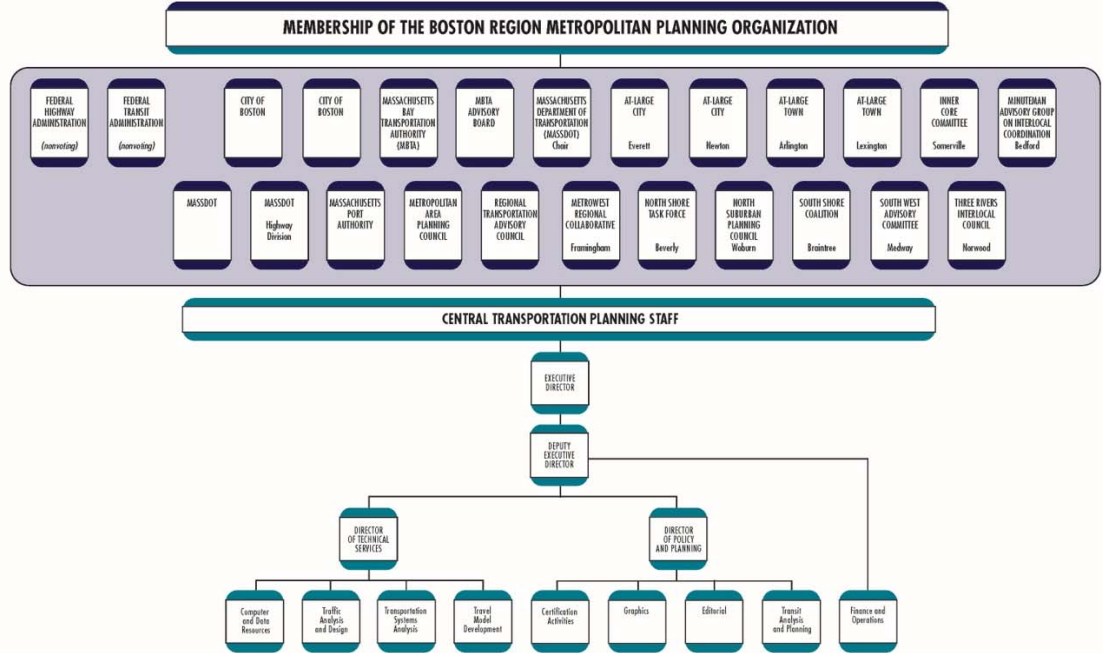 MEMBERSHIP OF THE BOSTON REGION METROPOLITAN PLANNING ORGANIZATION
FEDERAL
HIGHWAY
ADMINISTRATION
(nonvoting)
FEDERAL
TRANSIT
ADMINISTRATION
(nonvoting)
CITY OF
BOSTON
CITY OF
BOSTON
MASSACHUSETTS
BAY
TRANSPORTATION
AUTHORITY
(MBTA)
MBTA
ADVISORY
BOARD
MASSACHUSETTS
DEPARTMENT OF
TRANSPORTATION
(MASSDOT)
Chair
AT-LARGE
CITY
Everett
AT-LARGE
CITY
Newton
AT-LARGE
TOWN
Arlington
AT-LARGE
TOWN
Lexington
INNER
CORE
COMMITTEE
Somerville
MINUTEMAN
ADVISORY GROUP
ON INTERLOCAL
COORDINATION
Bedford
MASSDOT
MASSDOT
Highway
Division
MASSACHUSETTS
PORT
AUTHORITY
METROPOLITAN
AREA
PLANNING
COUNCIL
REGIONAL
TRANSPORTATION
ADVISORY
COUNCIL
METROWEST
REGIONAL
COLLABORATIVE
Framingham
NORTH SHORE
TASK FORCE
Beverly
NORTH
SUBURBAN
PLANNING
COUNCIL
Woburn
SOUTH SHORE
COALITION
Braintree
SOUTH WEST
ADVISORY
COMMITTEE
Medway
THREE RIVERS
INTERLOCAL
COUNCIL
Norwood
CENTRAL TRANSPORTATION PLANNING STAFF
EXECUTIVE
DIRECTOR
DEPUTY
EXECUTIVE
DIRECTOR
DIRECTOR
OF TECHNICAL
SERVICES
DIRECTOR
OF POLICY
AND PLANNING
Computer
and Data
Resources
Traffic
Analysis
and Design
Transportation
Systems
Analysis
Travel
Model
Development
Certification
Activities
Graphics
Editorial
Transit
Analysis
and Planning
Finance and
Operations